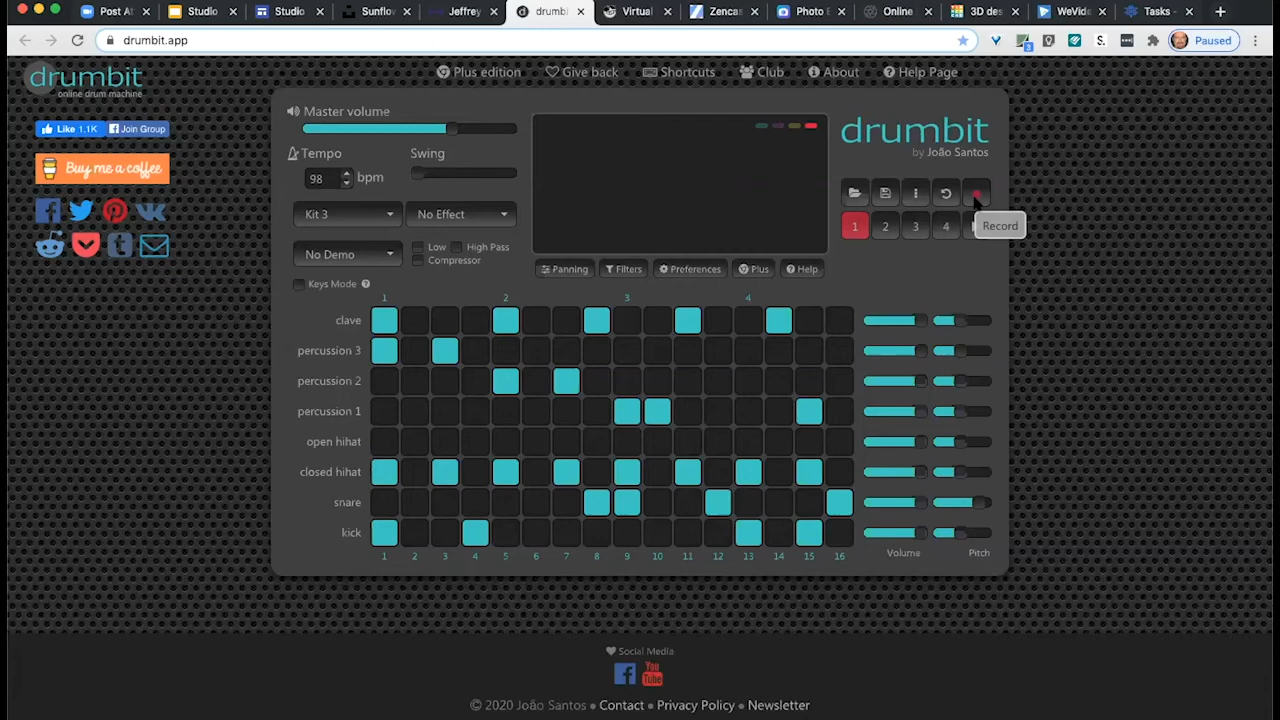 Post At
Studio
Studio
Sunflow
Jeffrey
drumbi
Virtual
Zencas
Photo E
Online
3D des
WeVide
Tasks -
drumbit.app
Paused
drumbit
online drum machine
Plus edition
Give back
Shortcuts
Club
About
Help Page
Like 1.1K
Join Group
Buy me a coffee
Master volume
Tempo
Swing
98 bpm
Kit 3
No Effect
No Demo
Low
High Pass
Compressor
Keys Mode
Panning
Filters
Preferences
Plus
Help
drumbit
by João Santos
1 2 3 4
Record
1 2 3 4
clave
percussion 3
percussion 2
percussion 1
open hihat
closed hihat
snare
kick
1 2 3 4 5 6 7 8 9 10 11 12 13 14 15 16
Volume
Pitch
Social Media
You Tube
© 2020 João Santos • Contact • Privacy Policy • Newsletter